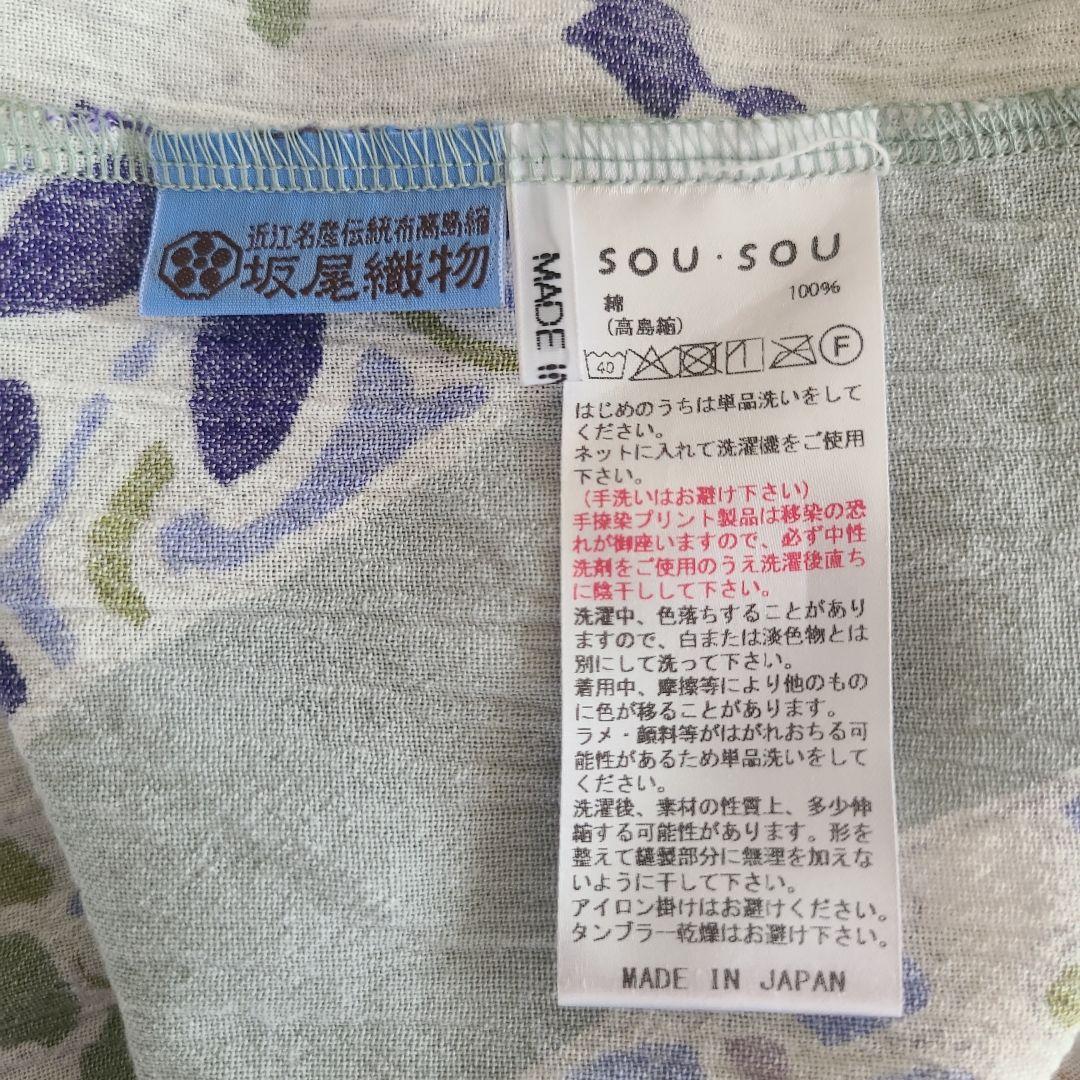 近江名産伝統布高島縮
坂尾織物
MADE IN
SOU・SOU
綿 100%
(高島縮)
40
F
はじめのうちは単品洗いをして
ください。
ネットに入れて洗濯機をご使用
下さい。
(手洗いはお避け下さい)
手捺染プリント製品は移染の恐
れが御座いますので、必ず中性
洗剤をご使用のうえ洗濯後直ち
に陰干しして下さい。
洗濯中、色落ちすることがあり
ますので、白または淡色物とは
別にして洗って下さい。
着用中、摩擦等により他のもの
に色が移ることがあります。
ラメ・顔料等がはがれおちる可
能性があるため単品洗いをして
ください。
洗濯後、素材の性質上、多少伸
縮する可能性があります。形を
整えて縫製部分に無理を加えな
いように干して下さい。
アイロン掛けはお避けください。
タンブラー乾燥はお避け下さい。
MADE IN JAPAN